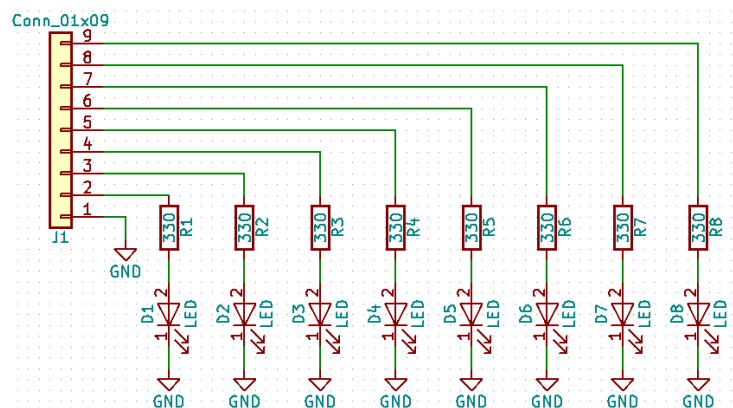 Conn_01x09
9
8
7
6
5
4
3
2
1
J1
GND
330 R1
330 R2
330 R3
330 R4
330 R5
330 R6
330 R7
330 R8
D1 2 1 LED
D2 2 1 LED
D3 2 1 LED
D4 2 1 LED
D5 2 1 LED
D6 2 1 LED
D7 2 1 LED
D8 2 1 LED
GND GND GND GND GND GND GND GND